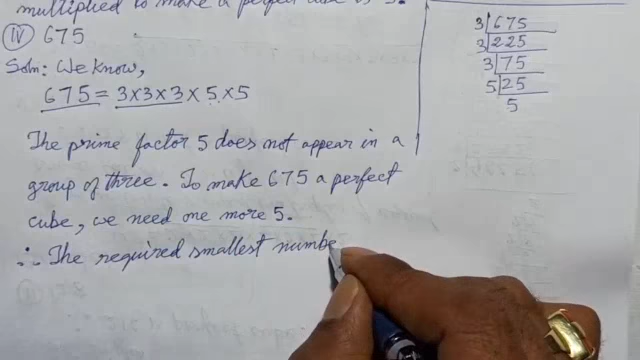 multiplied to make a perfect cube is 3.
(iv) 675
Soln: We know,
675 = 3×3×3×5×5
The prime factor 5 does not appear in a
group of three. To make 675 a perfect
cube, we need one more 5.
∴ The required smallest numbe
3 675
3 225
3 75
5 25
5